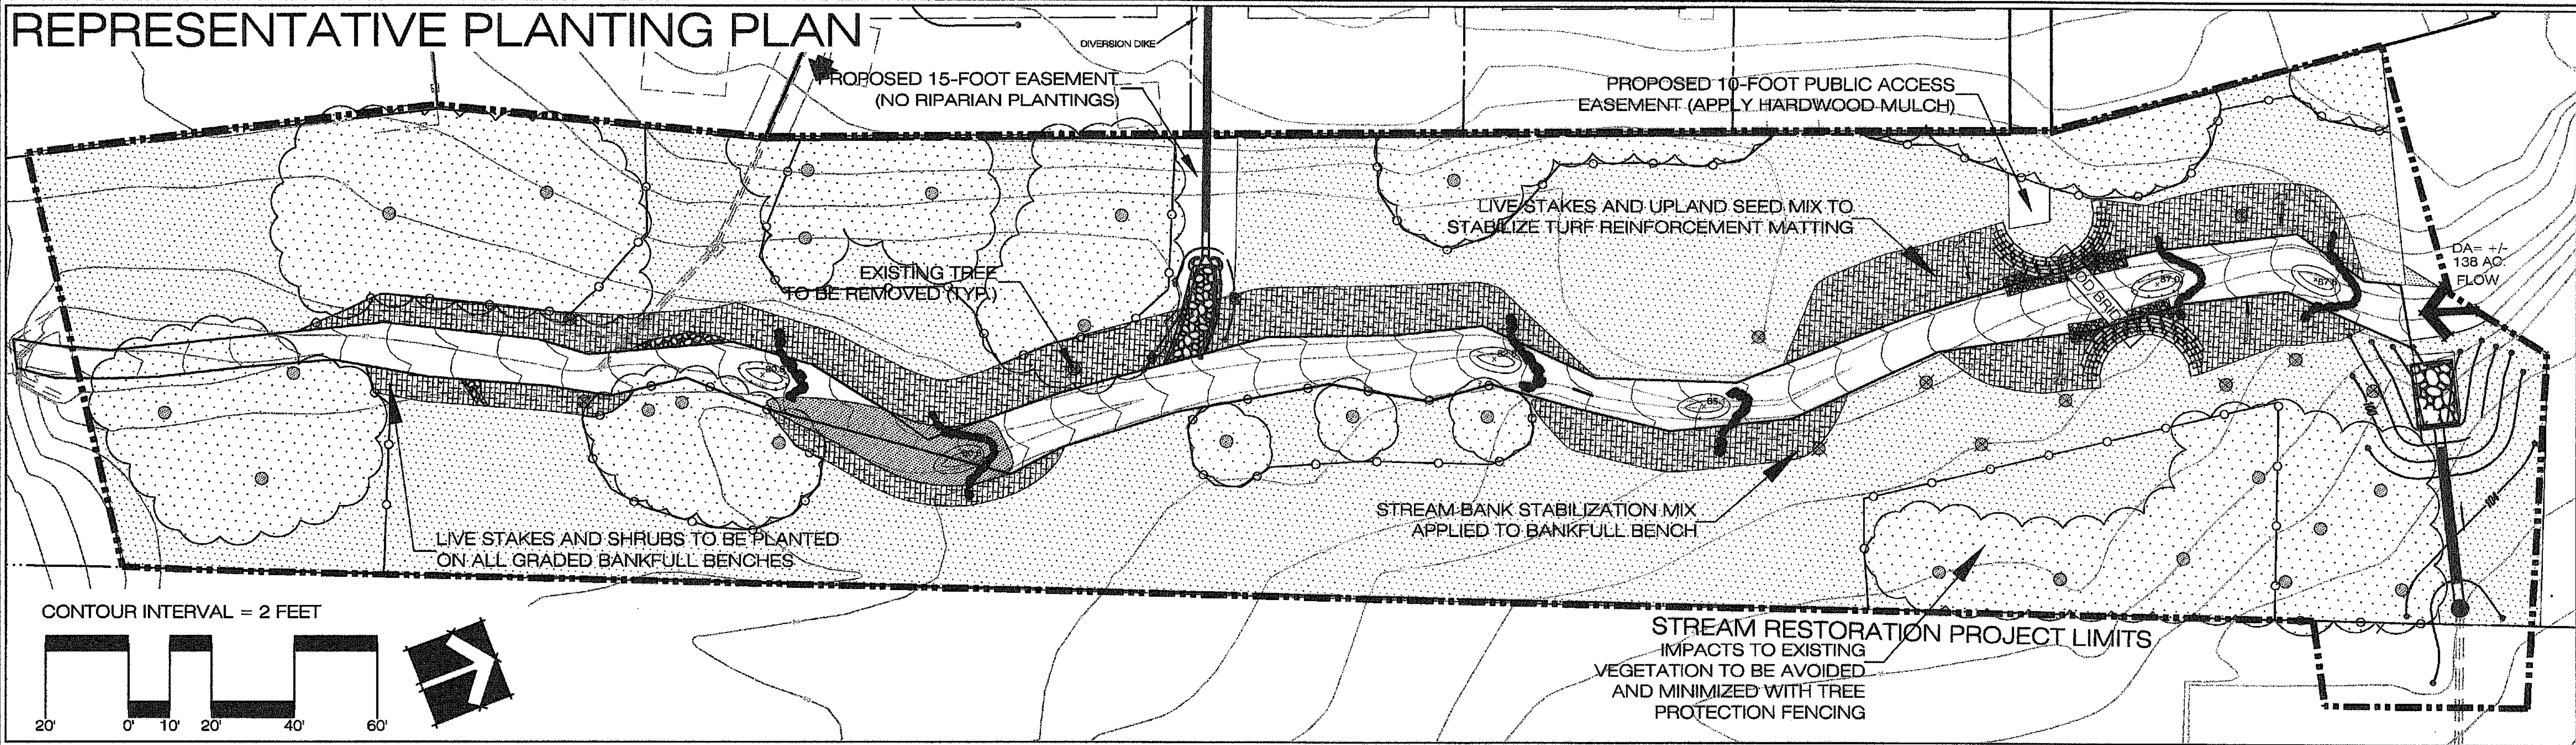 REPRESENTATIVE PLANTING PLAN
DIVERSION DIKE
PROPOSED 15-FOOT EASEMENT
(NO RIPARIAN PLANTINGS)
PROPOSED 10-FOOT PUBLIC ACCESS
EASEMENT (APPLY HARDWOOD MULCH)
LIVE STAKES AND UPLAND SEED MIX TO
STABILIZE TURF REINFORCEMENT MATTING
EXISTING TREE
TO BE REMOVED (TYP.)
DA= +/-
138 AC.
FLOW
STREAM BANK STABILIZATION MIX
APPLIED TO BANKFULL BENCH
LIVE STAKES AND SHRUBS TO BE PLANTED
ON ALL GRADED BANKFULL BENCHES
CONTOUR INTERVAL = 2 FEET
20' 0' 10' 20' 40' 60'
STREAM RESTORATION PROJECT LIMITS
IMPACTS TO EXISTING
VEGETATION TO BE AVOIDED
AND MINIMIZED WITH TREE
PROTECTION FENCING